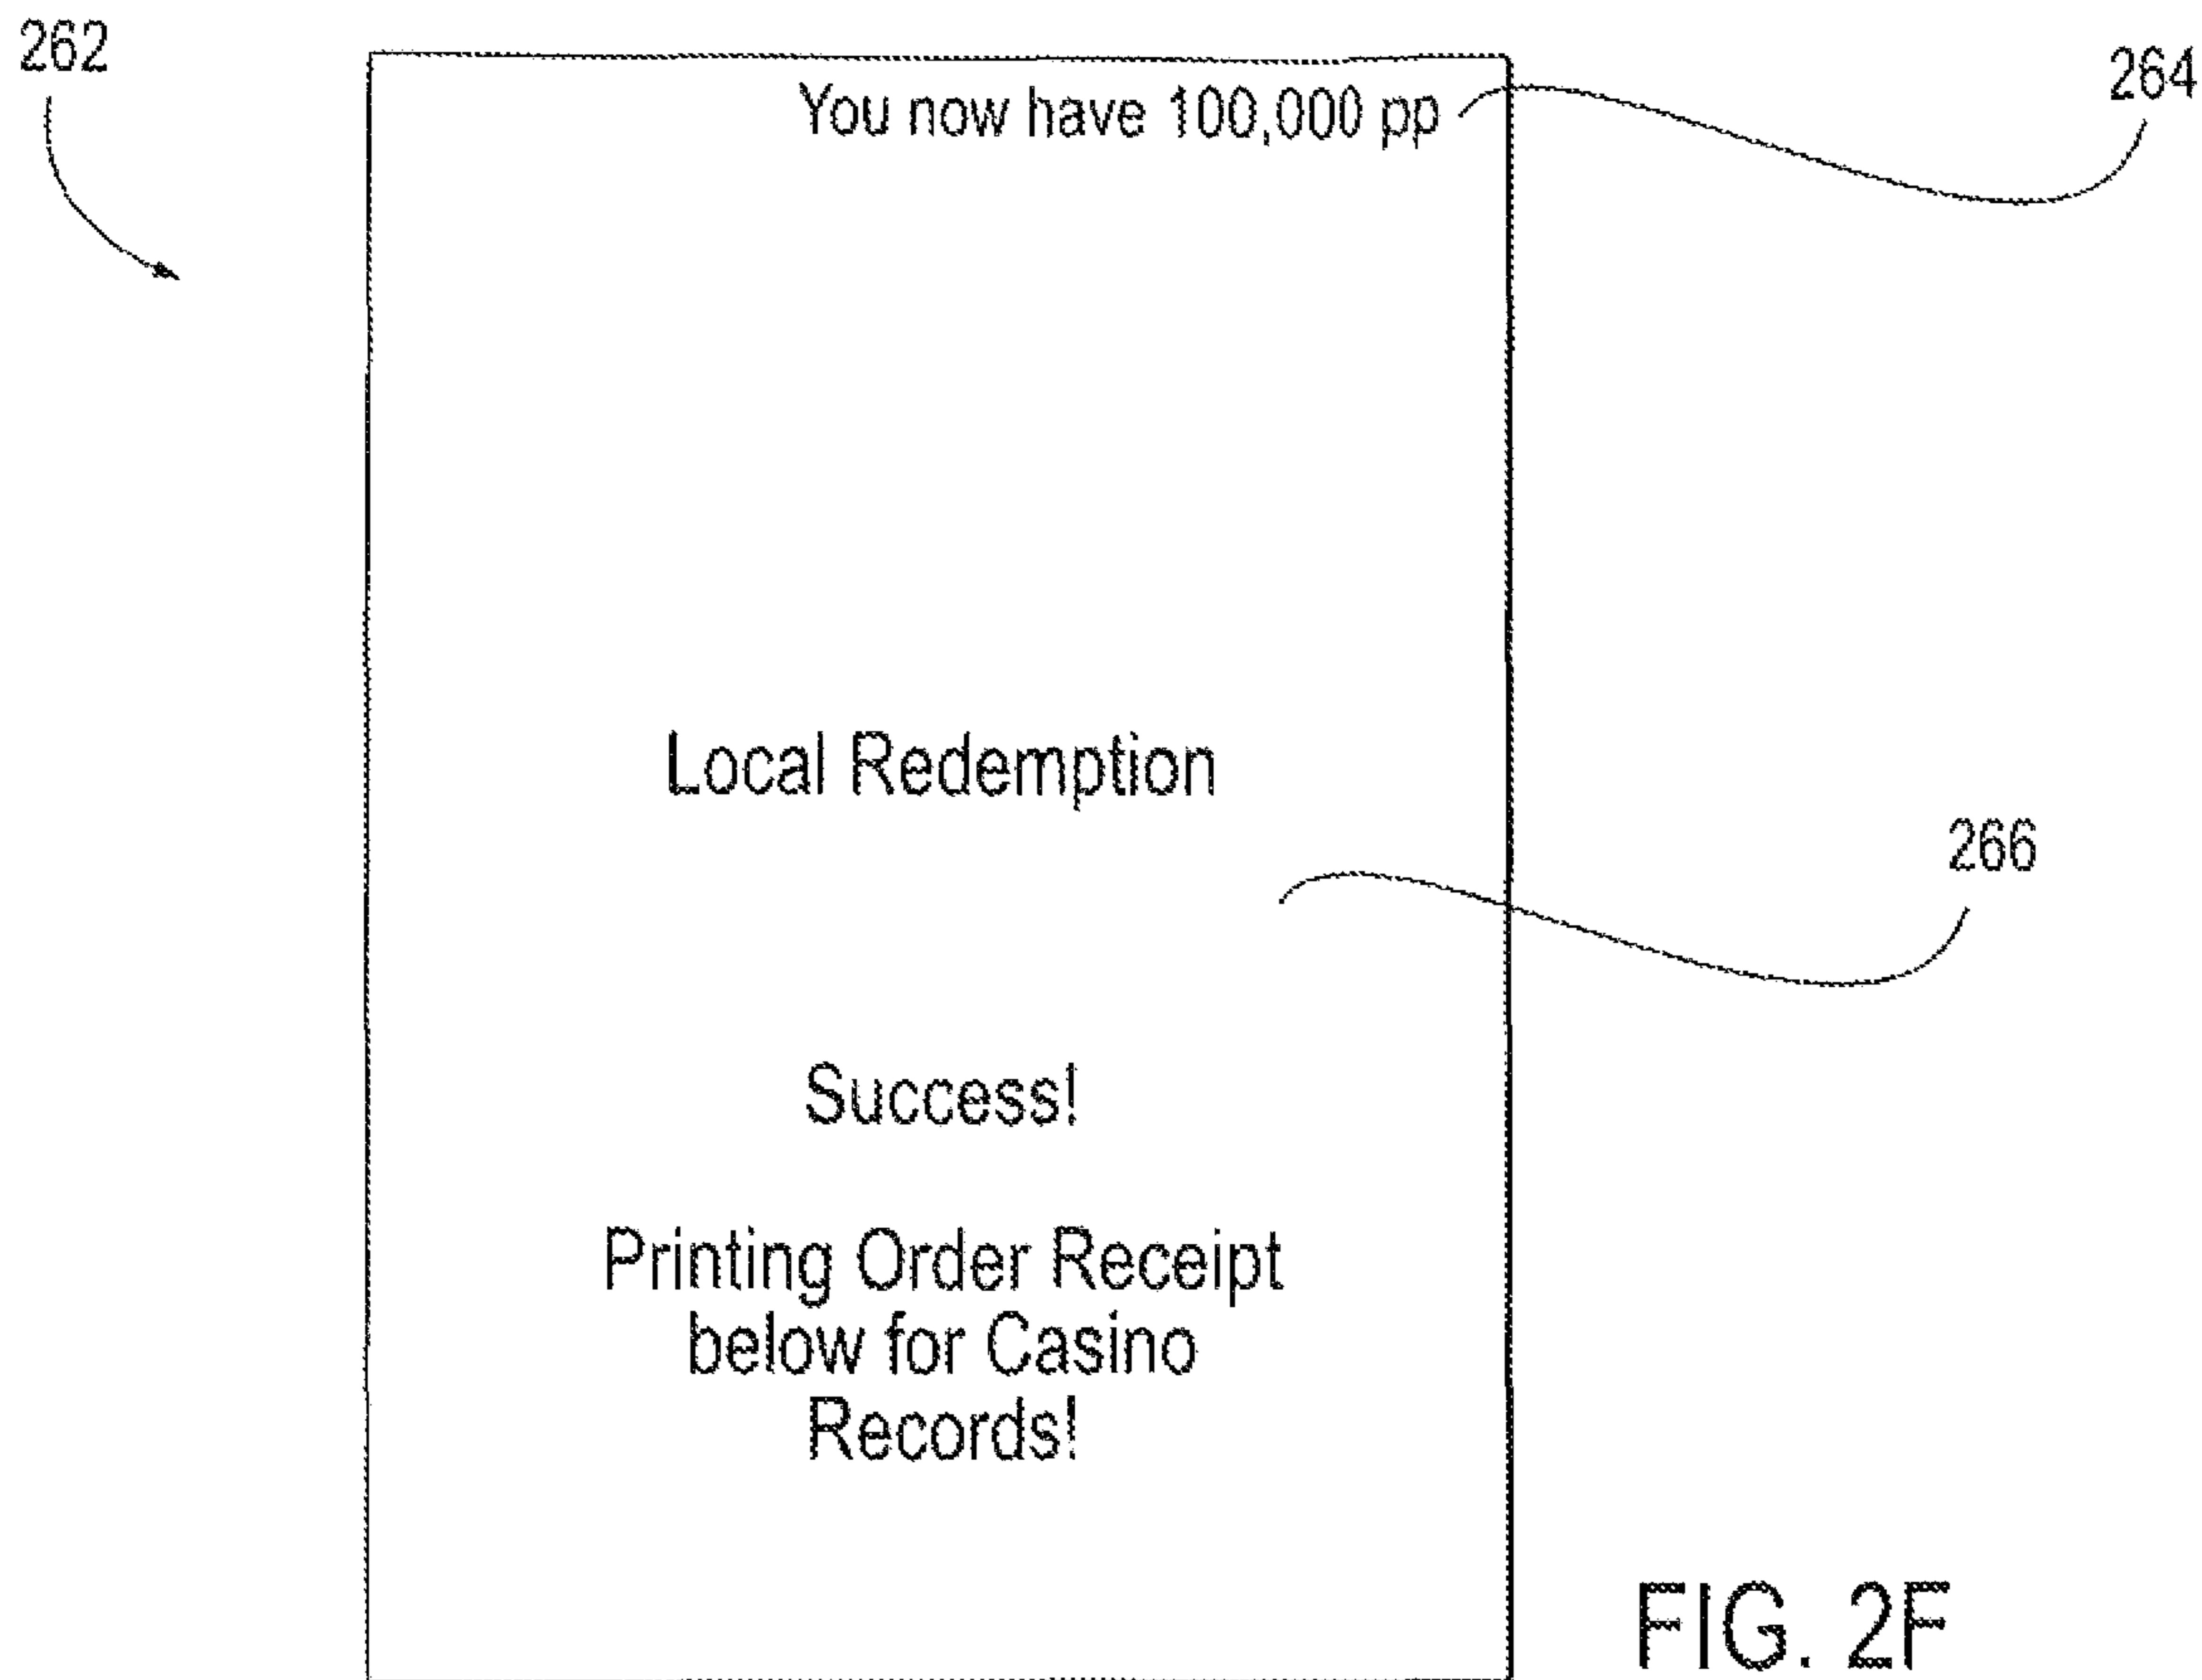 262
264
You now have 100,000 pp
Local Redemption
266
Success!
Printing Order Receipt
below for Casino
Records!
FIG. 2F